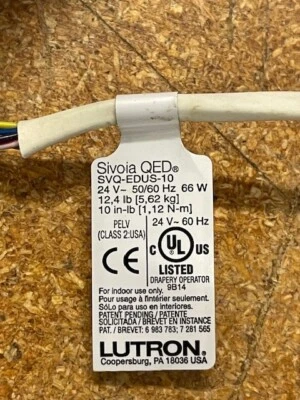 Sivoia QED®
SVQ-EDUS-10
24 V~ 50/60 Hz 66 W
12,4 lb [5,62 kg]
10 in-lb [1,12 N-m]
PELV
(CLASS 2:USA)
24 V~ 60 Hz
CE
C UL US
®
LISTED
DRAPERY OPERATOR
9B14
For indoor use only.
Pour usage a l'intérier seulement.
SóLo para uso en interiores.
PATENT PENDING / PATENTE
SOLICITADA / BREVET EN INSTANCE
PAT. / BREVET: 6 983 783; 7 281 565
LUTRON®
Coopersburg, PA 18036 USA